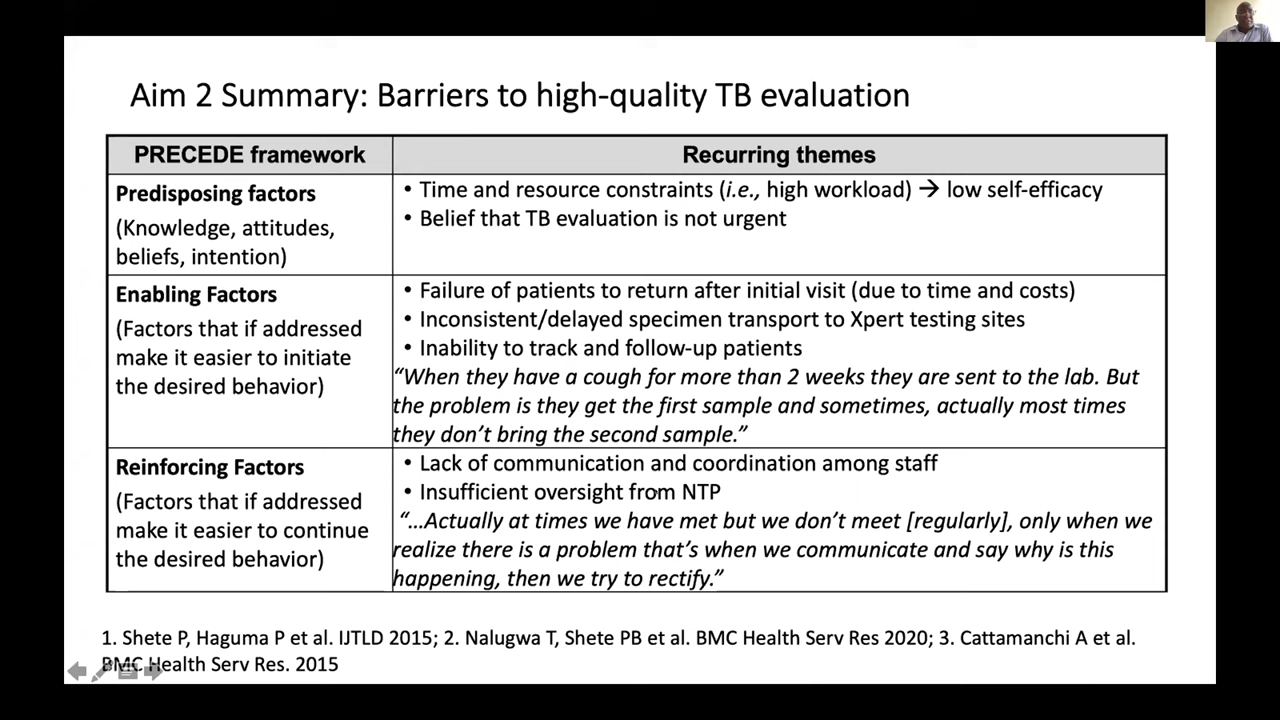 Aim 2 Summary: Barriers to high-quality TB evaluation
PRECEDE framework
Recurring themes
Predisposing factors
(Knowledge, attitudes,
beliefs, intention)
• Time and resource constraints (i.e., high workload) → low self-efficacy
• Belief that TB evaluation is not urgent
Enabling Factors
(Factors that if addressed
make it easier to initiate
the desired behavior)
• Failure of patients to return after initial visit (due to time and costs)
• Inconsistent/delayed specimen transport to Xpert testing sites
• Inability to track and follow-up patients
“When they have a cough for more than 2 weeks they are sent to the lab. But
the problem is they get the first sample and sometimes, actually most times
they don’t bring the second sample.”
Reinforcing Factors
(Factors that if addressed
make it easier to continue
the desired behavior)
• Lack of communication and coordination among staff
• Insufficient oversight from NTP
“…Actually at times we have met but we don’t meet [regularly], only when we
realize there is a problem that’s when we communicate and say why is this
happening, then we try to rectify.”
1. Shete P, Haguma P et al. IJTLD 2015; 2. Nalugwa T, Shete PB et al. BMC Health Serv Res 2020; 3. Cattamanchi A et al.
BMC Health Serv Res. 2015